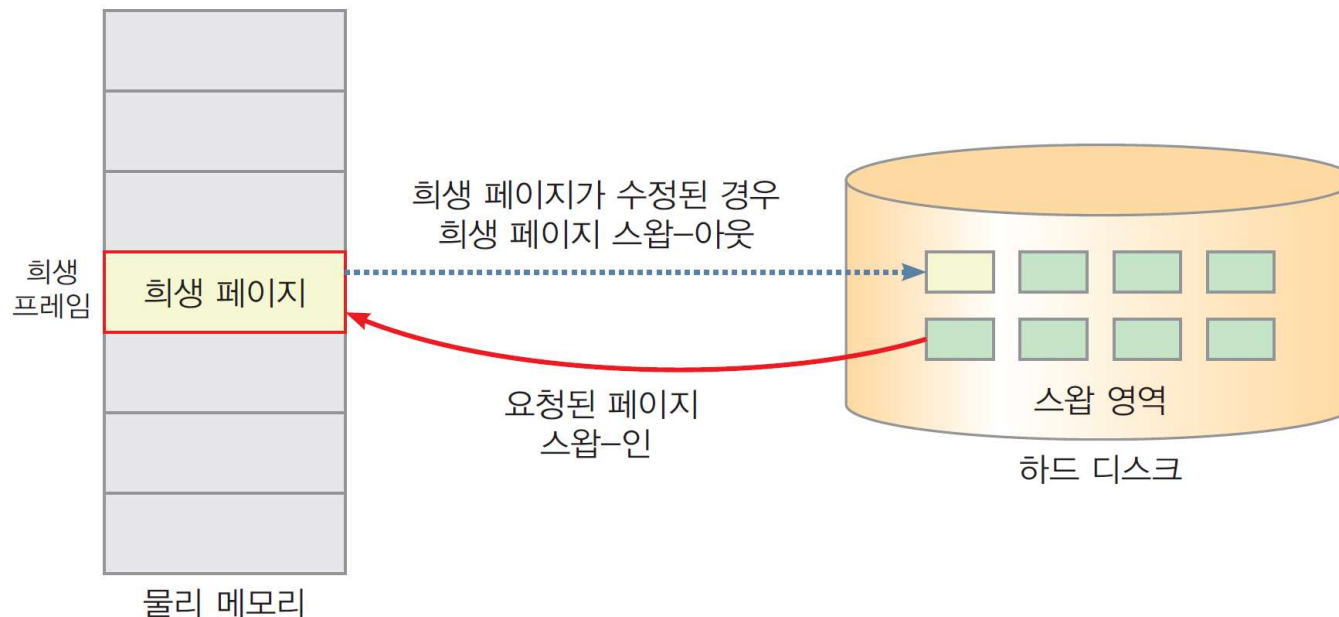 희생 페이지가 수정된 경우
희생 페이지 스왑-아웃
희생
프레임
희생 페이지
요청된 페이지
스왑-인
스왑 영역
하드 디스크
물리 메모리